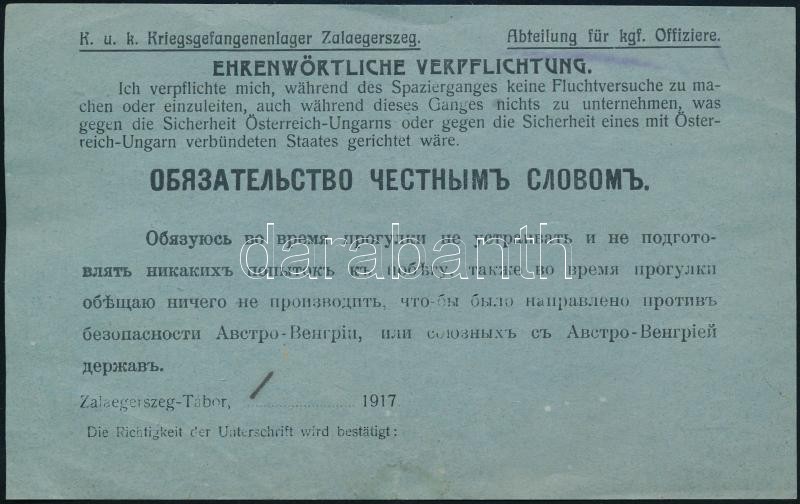 K. u. k. Kriegsgefangenenlager Zalaegerszeg. Abteilung für kgf. Offiziere.
EHRENWÖRTLICHE VERPFLICHTUNG.
Ich verpflichte mich, während des Spazierganges keine Fluchtversuche zu ma-
chen oder einzuleiten, auch während dieses Ganges nichts zu unternehmen, was
gegen die Sicherheit Österreich-Ungarns oder gegen die Sicherheit eines mit Öster-
reich-Ungarn verbündeten Staates gerichtet wäre.
ОБЯЗАТЕЛЬСТВО ЧЕСТНЫМЪ СЛОВОМЪ.
Обязуюсь во время прогулки не устраивать и не подгото-
влять никакихъ попытокъ къ побѣгу, также во время прогулки
обѣщаю ничего не производить, что-бы было направлено противъ
безопасности Австро-Венгріи, или союзныхъ съ Австро-Венгріей
державъ.
darabanth
Zalaegerszeg-Tábor, 1917
Die Richtigkeit der Unterschrift wird bestätigt: